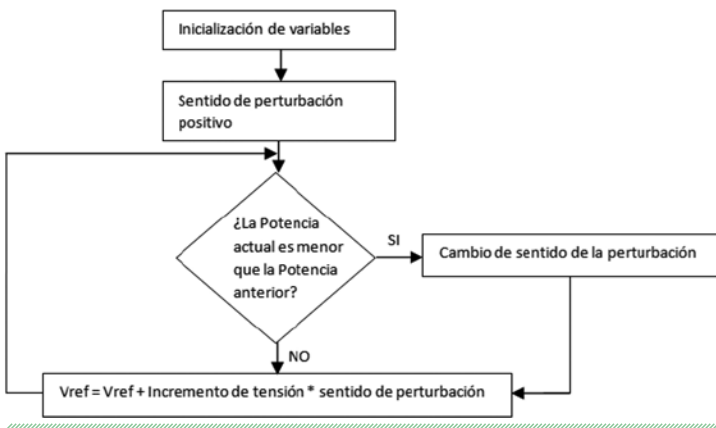 Inicialización de variables
Sentido de perturbación
positivo
¿La Potencia
actual es menor
que la Potencia
anterior?
SI
Cambio de sentido de la perturbación
NO
Vref = Vref + Incremento de tensión * sentido de perturbación